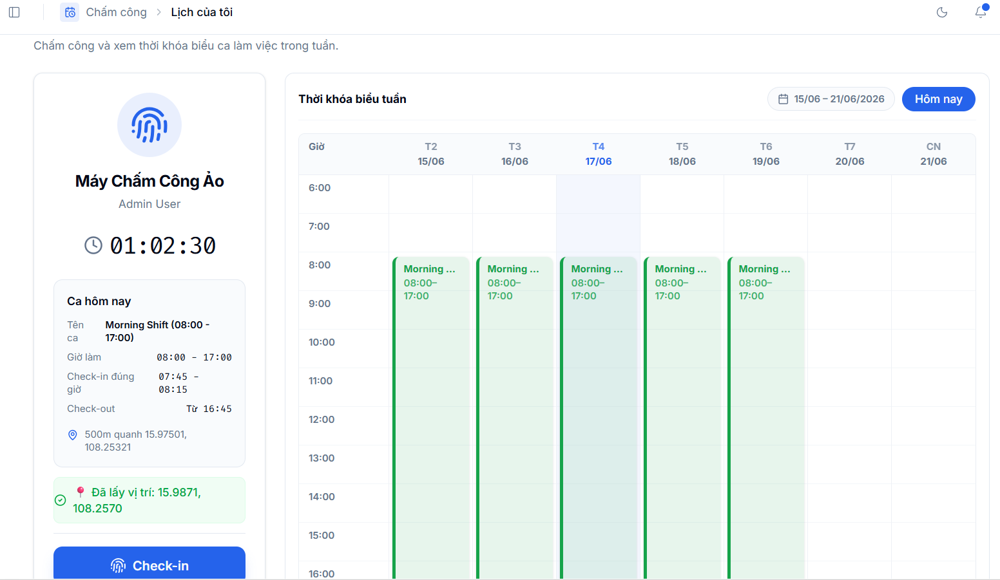 Chấm công > Lịch của tôi
Chấm công và xem thời khóa biểu ca làm việc trong tuần.
Máy Chấm Công Ảo
Admin User
01:02:30
Ca hôm nay
Tên ca
Morning Shift (08:00 - 17:00)
Giờ làm
08:00 - 17:00
Check-in đúng giờ
07:45 - 08:15
Check-out
Từ 16:45
500m quanh 15.97501,
108.25321
Đã lấy vị trí: 15.9871,
108.2570
Check-in
Thời khóa biểu tuần
15/06 – 21/06/2026
Hôm nay
Giờ
T2
15/06
T3
16/06
T4
17/06
T5
18/06
T6
19/06
T7
20/06
CN
21/06
6:00
7:00
8:00
9:00
10:00
11:00
12:00
13:00
14:00
15:00
16:00
Morning ...
08:00–
17:00
Morning ...
08:00–
17:00
Morning ...
08:00–
17:00
Morning ...
08:00–
17:00
Morning ...
08:00–
17:00